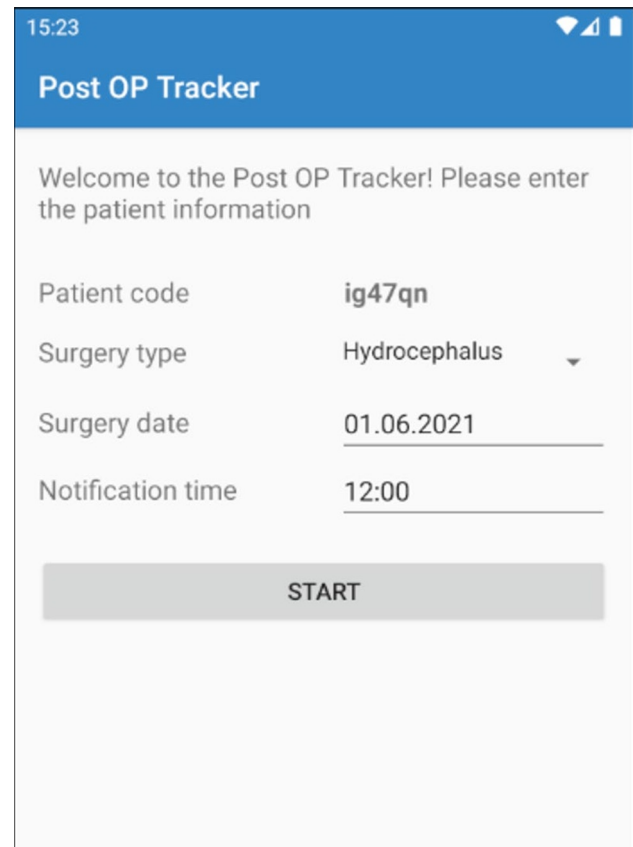 15:23
Post OP Tracker
Welcome to the Post OP Tracker! Please enter
the patient information
Patient code ig47qn
Surgery type Hydrocephalus
Surgery date 01.06.2021
Notification time 12:00
START